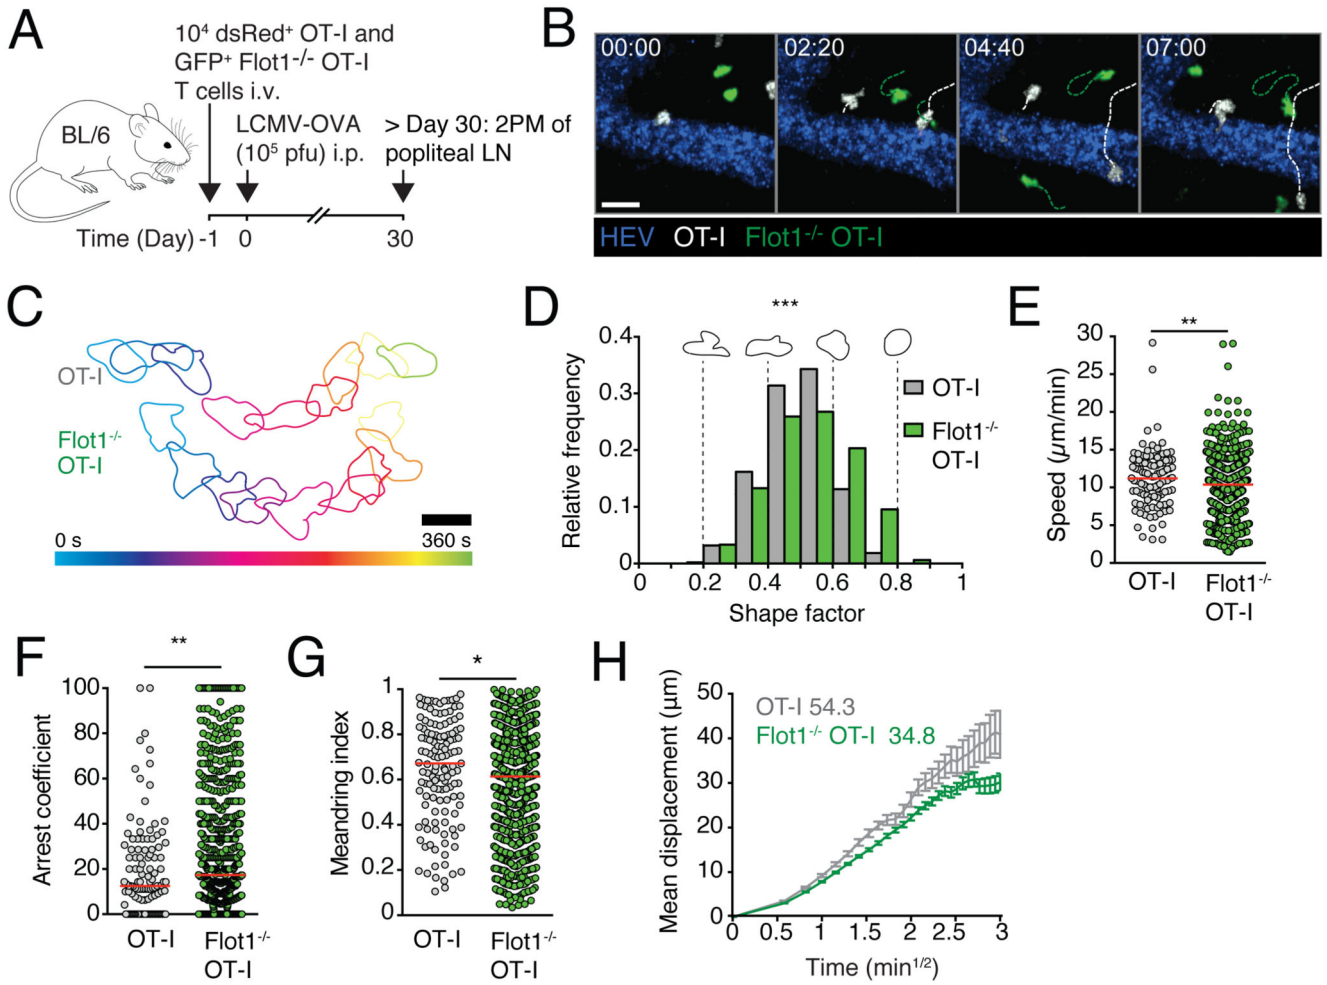 A
10⁴ dsRed⁺ OT-I and
GFP⁺ Flot1⁻/⁻ OT-I
T cells i.v.
BL/6
LCMV-OVA
(10⁵ pfu) i.p.
> Day 30: 2PM of
popliteal LN
Time (Day) -1 0 30
B
00:00 02:20 04:40 07:00
HEV OT-I Flot1⁻/⁻ OT-I
C
OT-I
Flot1⁻/⁻
OT-I
0 s 360 s
D
***
Relative frequency
0.4
0.3
0.2
0.1
0
0 0.2 0.4 0.6 0.8 1
Shape factor
OT-I
Flot1⁻/⁻
OT-I
E
**
Speed (µm/min)
30
25
20
15
10
5
0
OT-I Flot1⁻/⁻
OT-I
F
**
Arrest coefficient
100
80
60
40
20
0
OT-I Flot1⁻/⁻
OT-I
G
*
Meandring index
1
0.8
0.6
0.4
0.2
0
OT-I Flot1⁻/⁻
OT-I
H
Mean displacement (µm)
50
40
30
20
10
0
OT-I 54.3
Flot1⁻/⁻ OT-I 34.8
0 0.5 1 1.5 2 2.5 3
Time (min¹/²)